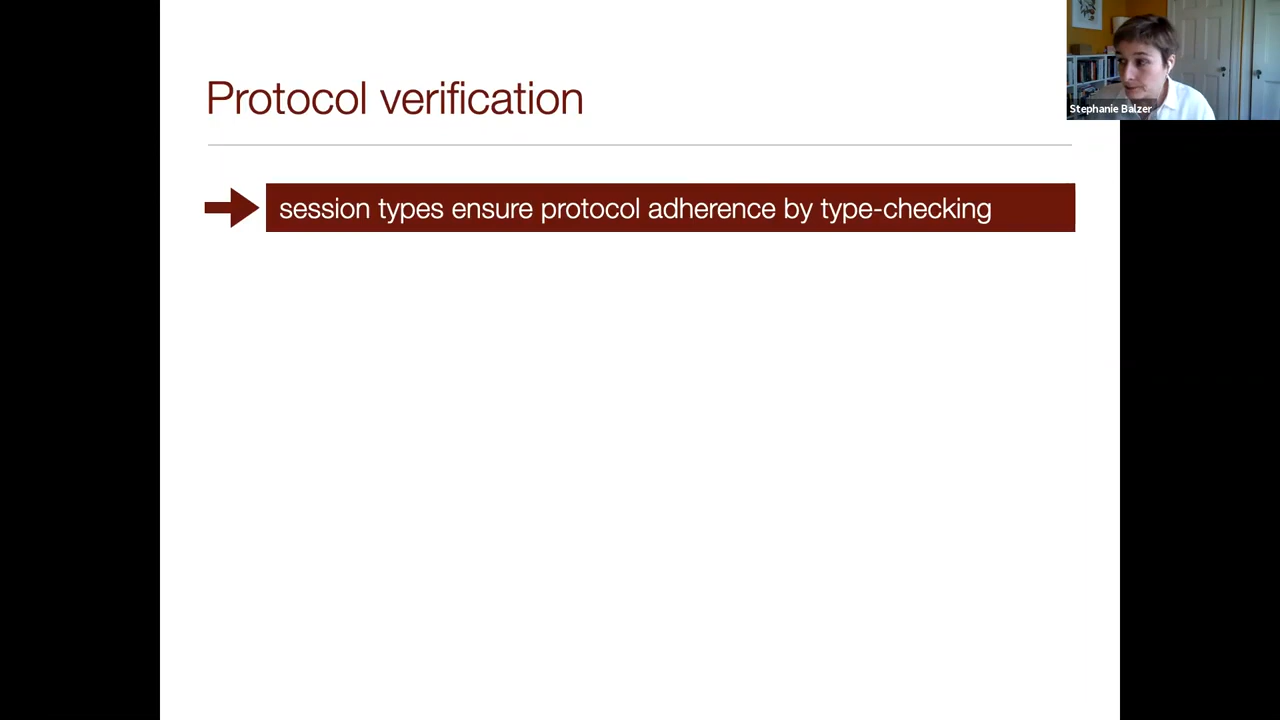 Protocol verification
session types ensure protocol adherence by type-checking
Stephanie Balzer